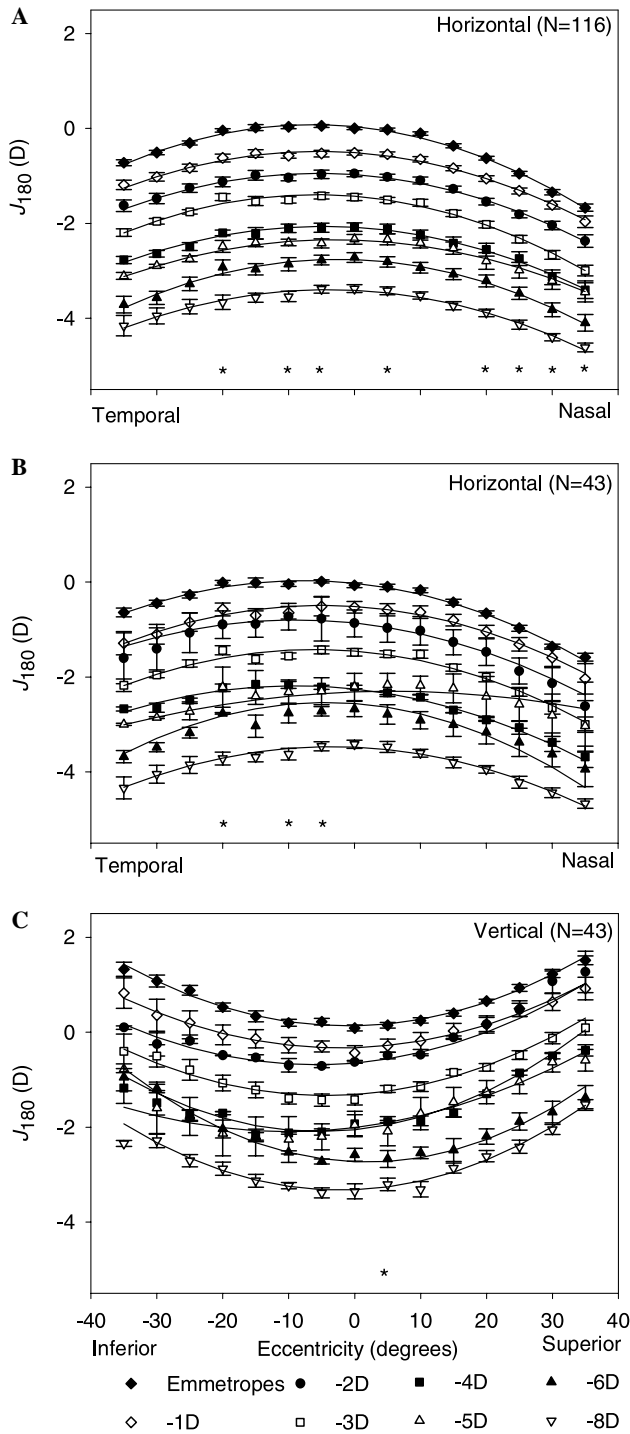 A
Horizontal (N=116)
2
0
-2
-4
J180 (D)
* * * * * * * *
Temporal
Nasal
B
Horizontal (N=43)
2
0
-2
-4
J180 (D)
* * *
Temporal
Nasal
C
Vertical (N=43)
2
0
-2
-4
J180 (D)
*
-40 -30 -20 -10 0 10 20 30 40
Inferior Eccentricity (degrees) Superior
Emmetropes -2D -4D -6D
-1D -3D -5D -8D